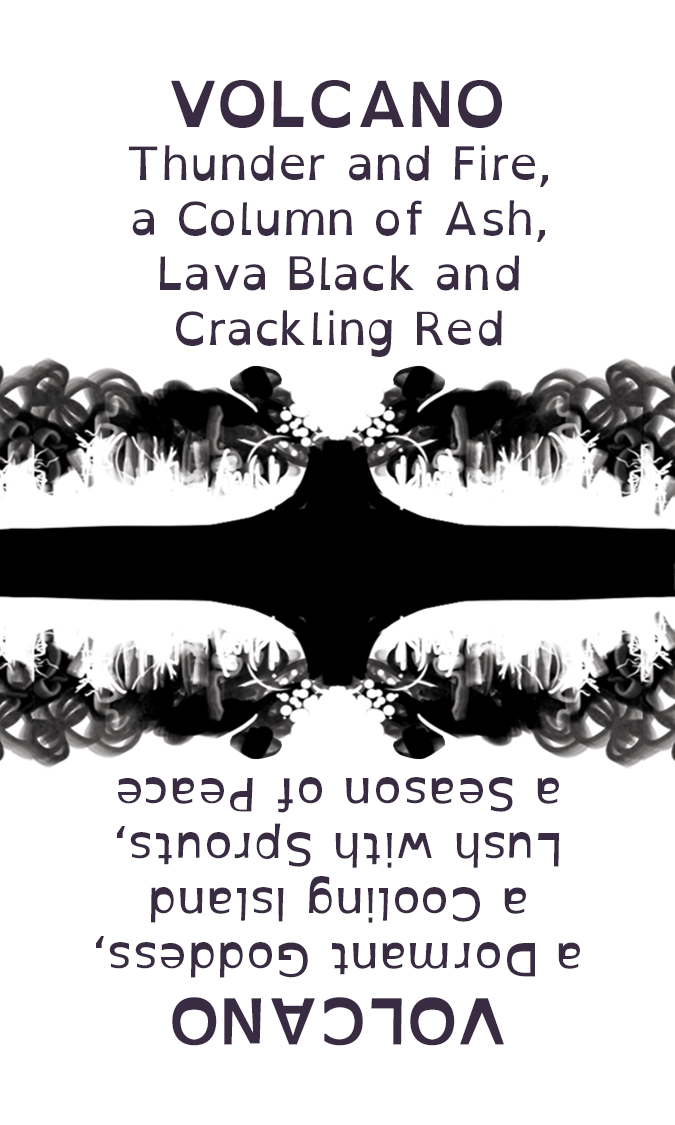 VOLCANO
Thunder and Fire,
a Column of Ash,
Lava Black and
Crackling Red
VOLCANO
a Dormant Goddess,
a Cooling Island
Lush with Sprouts,
a Season of Peace